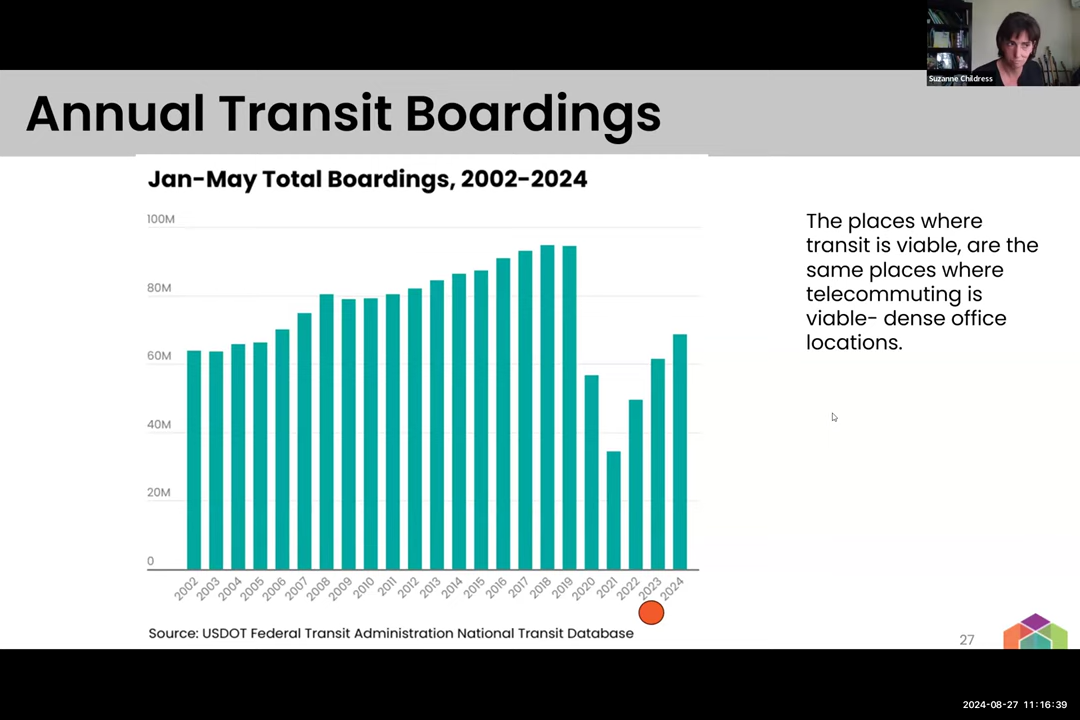 Suzanne Childress
Annual Transit Boardings
Jan-May Total Boardings, 2002-2024
100M
80M
60M
40M
20M
0
2002
2003
2004
2005
2006
2007
2008
2009
2010
2011
2012
2013
2014
2015
2016
2017
2018
2019
2020
2021
2022
2023
2024
Source: USDOT Federal Transit Administration National Transit Database
The places where
transit is viable, are the
same places where
telecommuting is
viable- dense office
locations.
27
2024-08-27 11:16:39